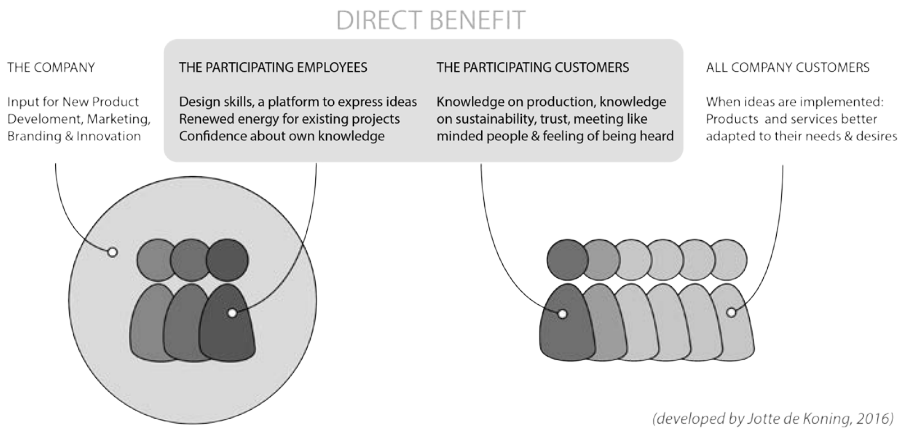 DIRECT BENEFIT
THE COMPANY
Input for New Product
Develoment, Marketing,
Branding & Innovation
THE PARTICIPATING EMPLOYEES
Design skills, a platform to express ideas
Renewed energy for existing projects
Confidence about own knowledge
THE PARTICIPATING CUSTOMERS
Knowledge on production, knowledge
on sustainability, trust, meeting like
minded people & feeling of being heard
ALL COMPANY CUSTOMERS
When ideas are implemented:
Products and services better
adapted to their needs & desires
(developed by Jotte de Koning, 2016)